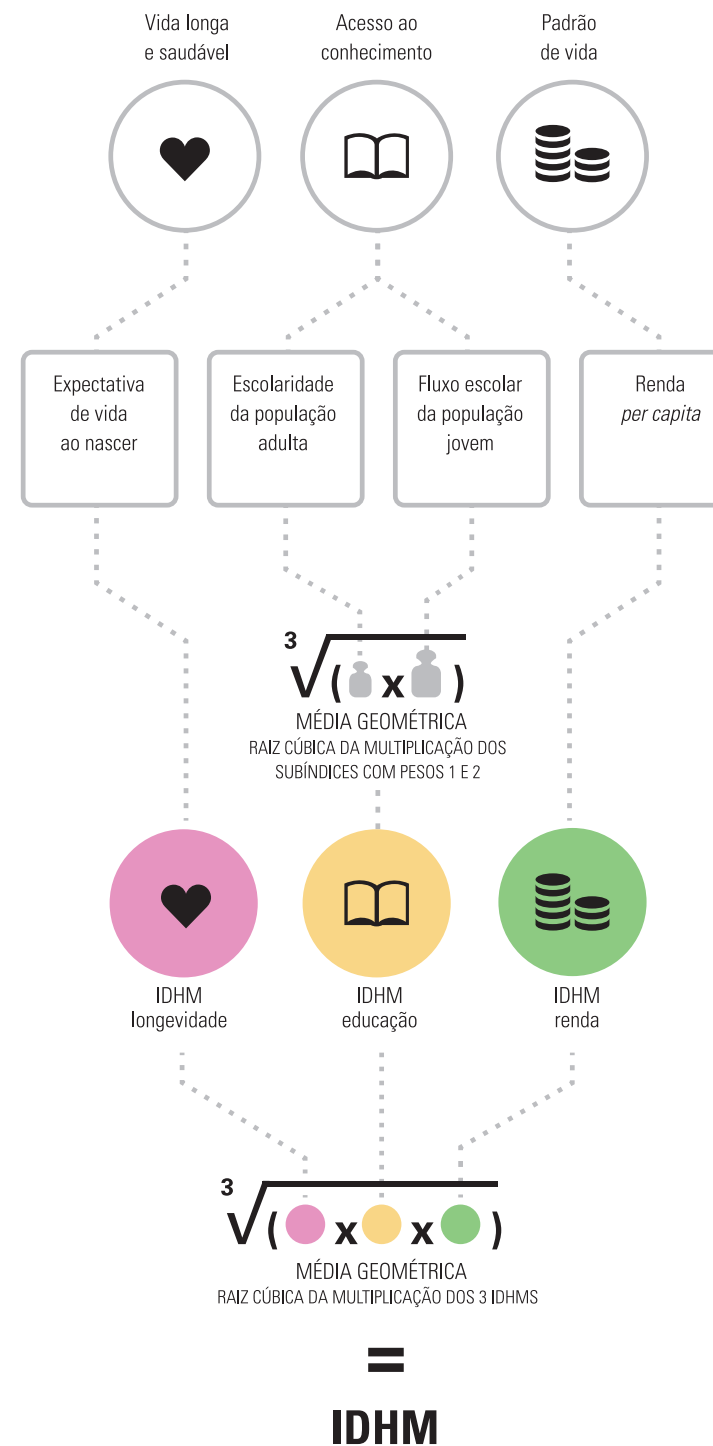 Vida longa
e saudável
Acesso ao
conhecimento
Padrão
de vida
Expectativa
de vida
ao nascer
Escolaridade
da população
adulta
Fluxo escolar
da população
jovem
Renda
per capita
3
√( x )
MÉDIA GEOMÉTRICA
RAIZ CÚBICA DA MULTIPLICAÇÃO DOS
SUBÍNDICES COM PESOS 1 E 2
IDHM
longevidade
IDHM
educação
IDHM
renda
3
√( x x )
MÉDIA GEOMÉTRICA
RAIZ CÚBICA DA MULTIPLICAÇÃO DOS 3 IDHMS
=
IDHM